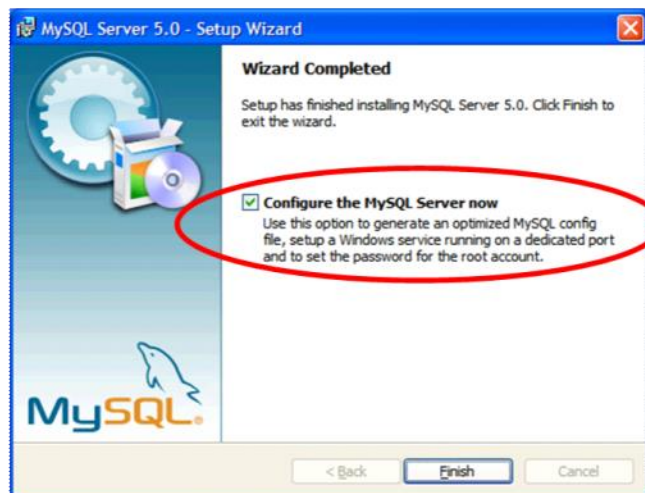 MySQL Server 5.0 - Setup Wizard
Wizard Completed
Setup has finished installing MySQL Server 5.0. Click Finish to
exit the wizard.
Configure the MySQL Server now
Use this option to generate an optimized MySQL config
file, setup a Windows service running on a dedicated port
and to set the password for the root account.
MySQL®
< Back
Finish
Cancel